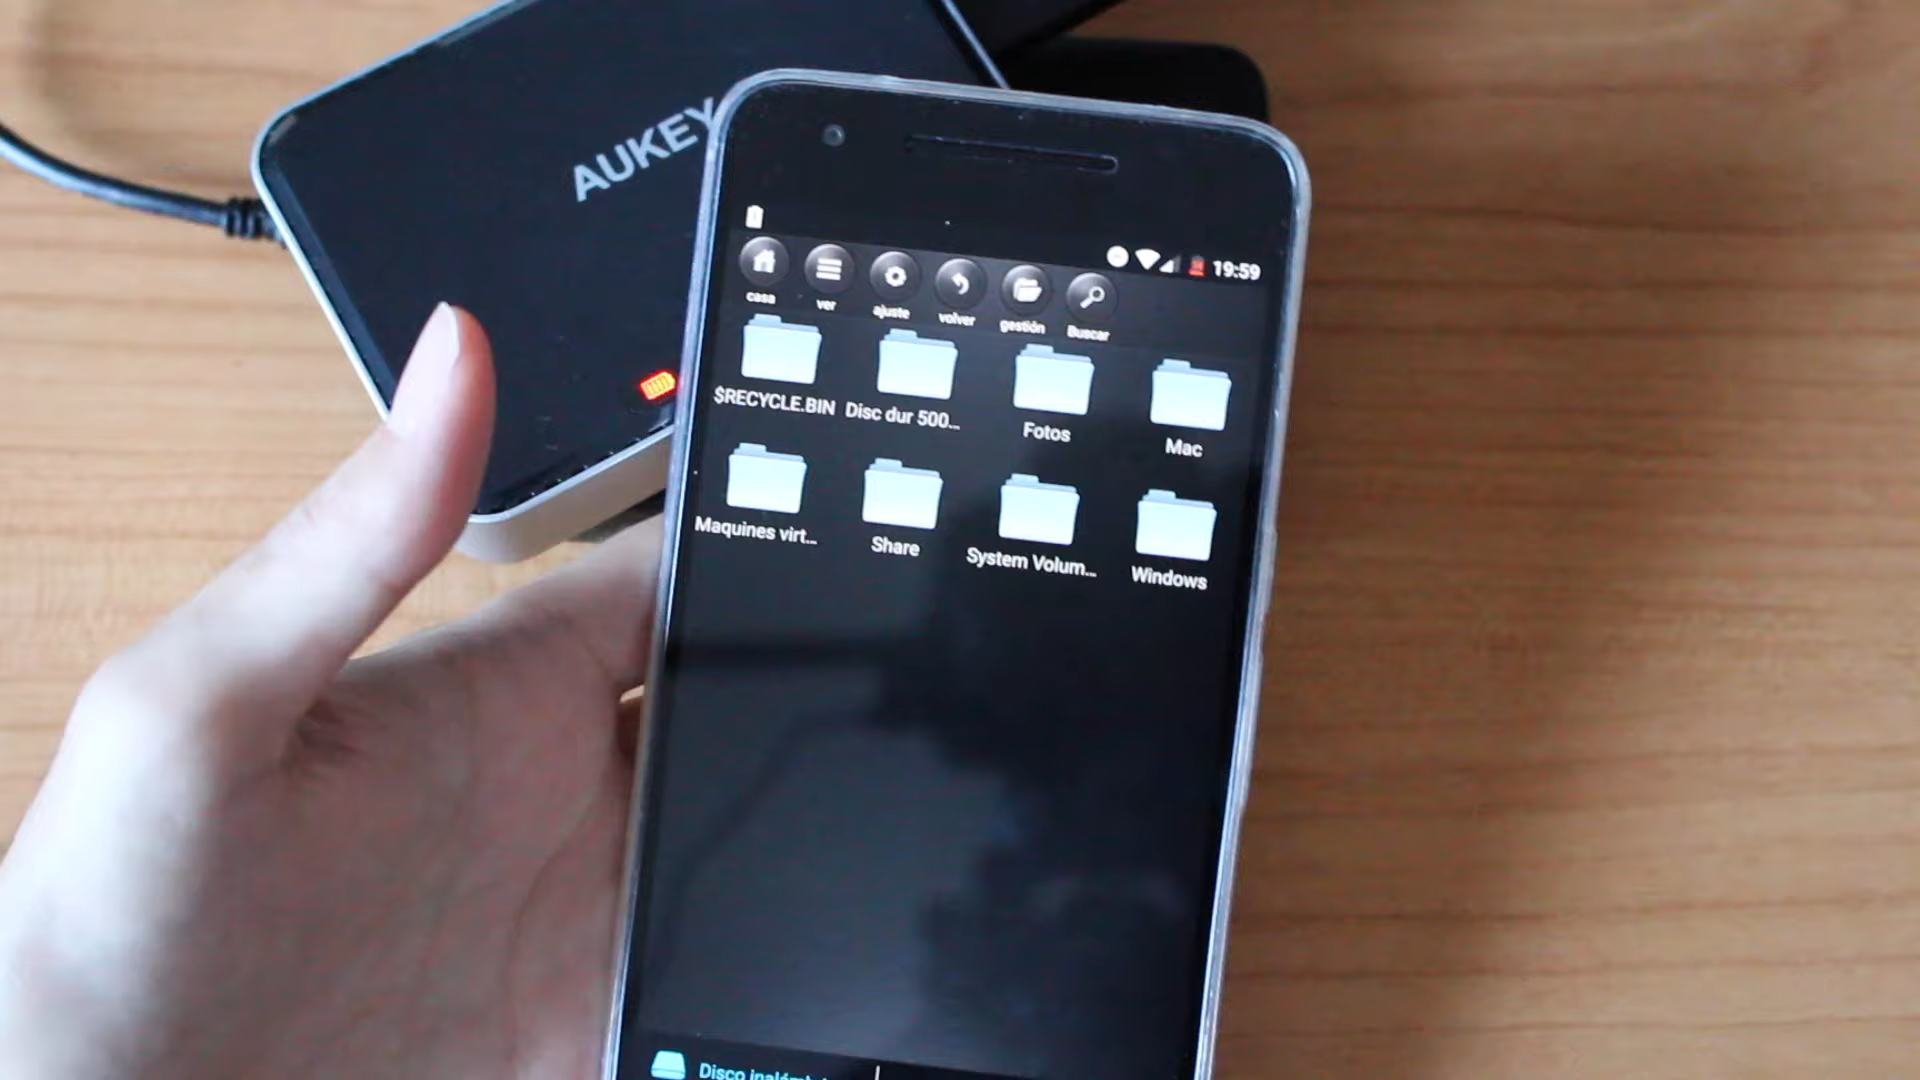 AUKEY
19:59
casa ver ajuste volver gestión Buscar
$RECYCLE.BIN Disc dur 500... Fotos Mac
Maquines virt... Share System Volum... Windows
Disco